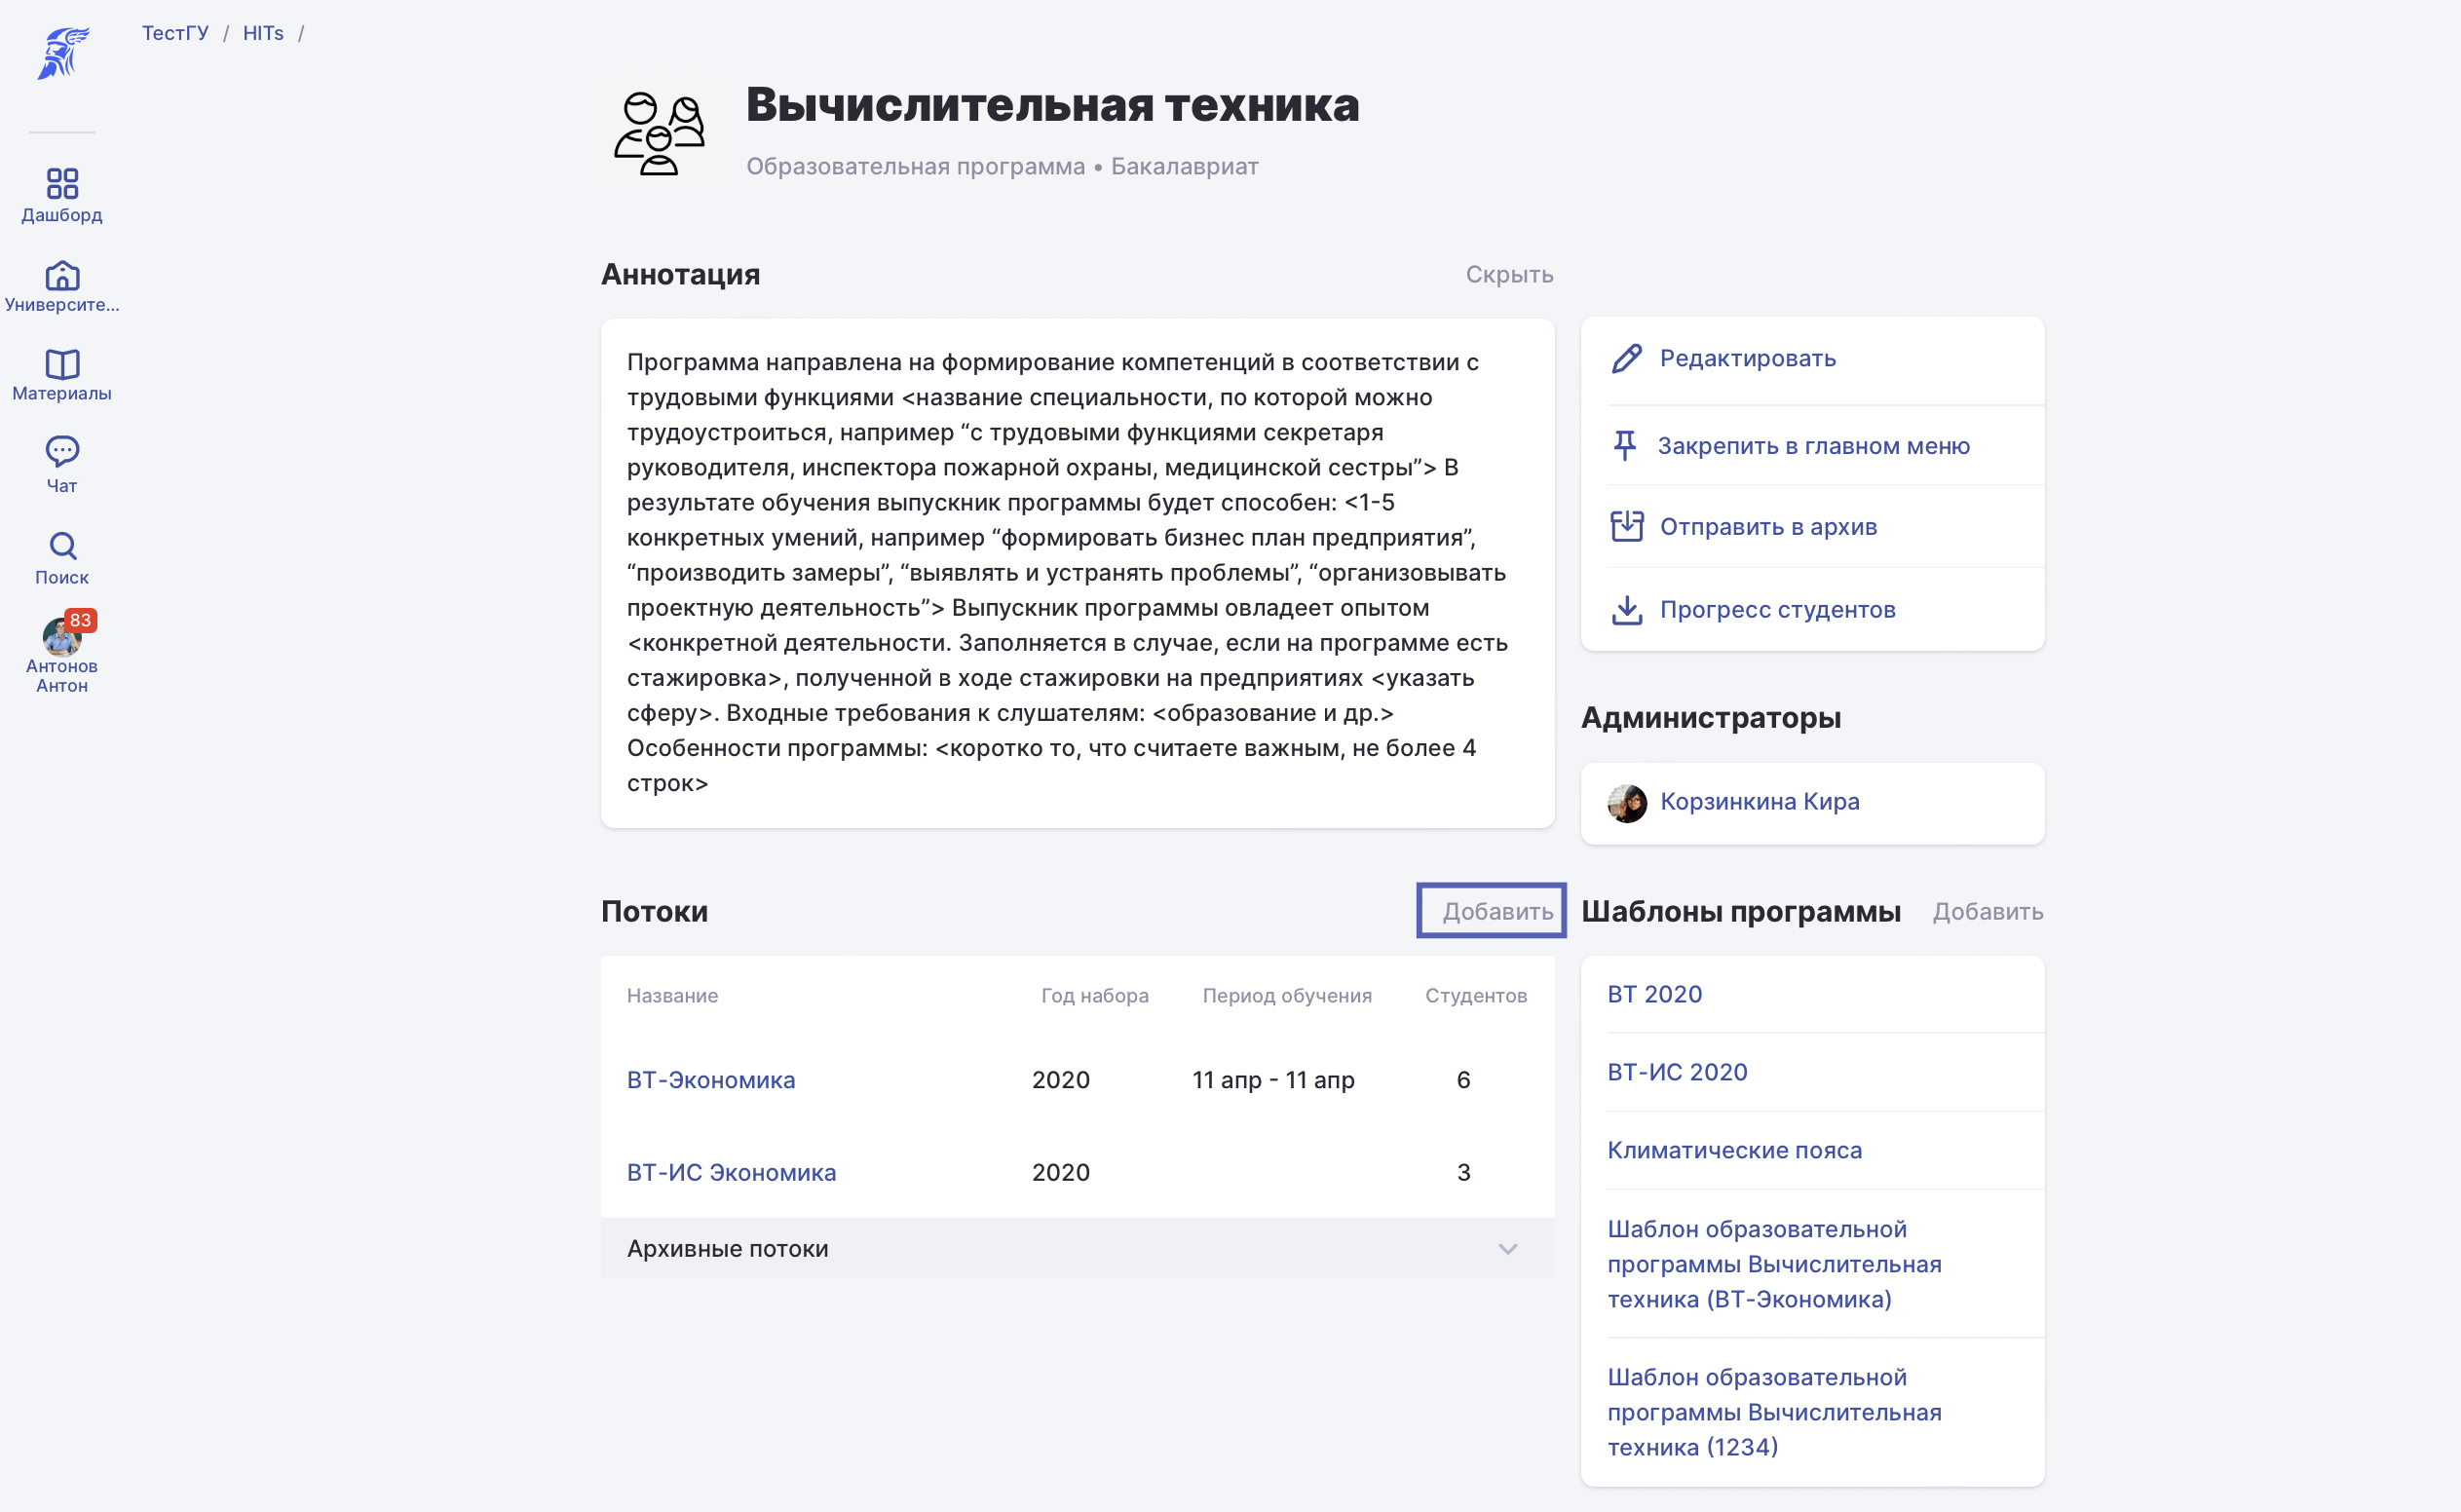 ТестГУ / HITs /
Дашборд
Университе...
Материалы
Чат
Поиск
83
Антонов
Антон
Вычислительная техника
Образовательная программа • Бакалавриат
Аннотация
Скрыть
Программа направлена на формирование компетенций в соответствии с
трудовыми функциями <название специальности, по которой можно
трудоустроиться, например “с трудовыми функциями секретаря
руководителя, инспектора пожарной охраны, медицинской сестры”> В
результате обучения выпускник программы будет способен: <1-5
конкретных умений, например “формировать бизнес план предприятия”,
“производить замеры”, “выявлять и устранять проблемы”, “организовывать
проектную деятельность”> Выпускник программы овладеет опытом
<конкретной деятельности. Заполняется в случае, если на программе есть
стажировка>, полученной в ходе стажировки на предприятиях <указать
сферу>. Входные требования к слушателям: <образование и др.>
Особенности программы: <коротко то, что считаете важным, не более 4
строк>
Редактировать
Закрепить в главном меню
Отправить в архив
Прогресс студентов
Администраторы
Корзинкина Кира
Потоки
Добавить
Название Год набора Период обучения Студентов
ВТ-Экономика 2020 11 апр - 11 апр 6
ВТ-ИС Экономика 2020 3
Архивные потоки
Шаблоны программы Добавить
ВТ 2020
ВТ-ИС 2020
Климатические пояса
Шаблон образовательной
программы Вычислительная
техника (ВТ-Экономика)
Шаблон образовательной
программы Вычислительная
техника (1234)